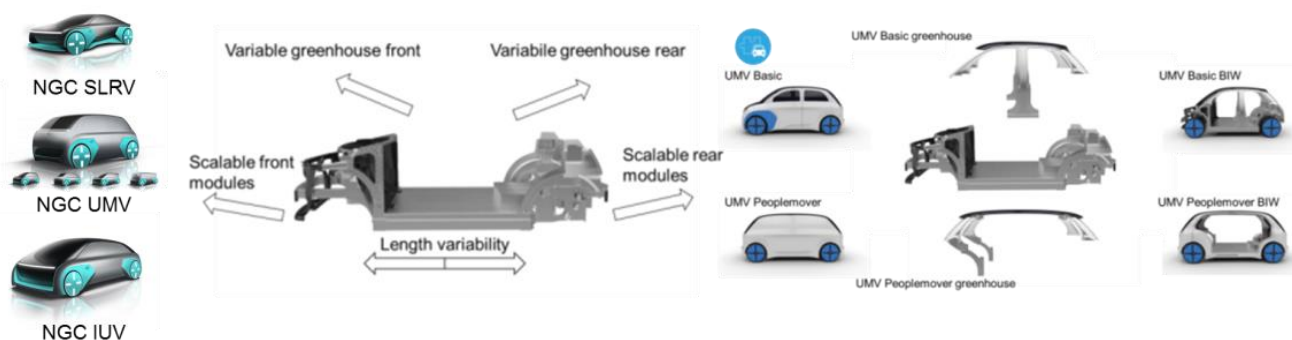 NGC SLRV
NGC UMV
NGC IUV
Variable greenhouse front
Variabile greenhouse rear
Scalable front
modules
Scalable rear
modules
Length variability
UMV Basic greenhouse
UMV Basic
UMV Basic BIW
UMV Peoplemover
UMV Peoplemover BIW
UMV Peoplemover greenhouse